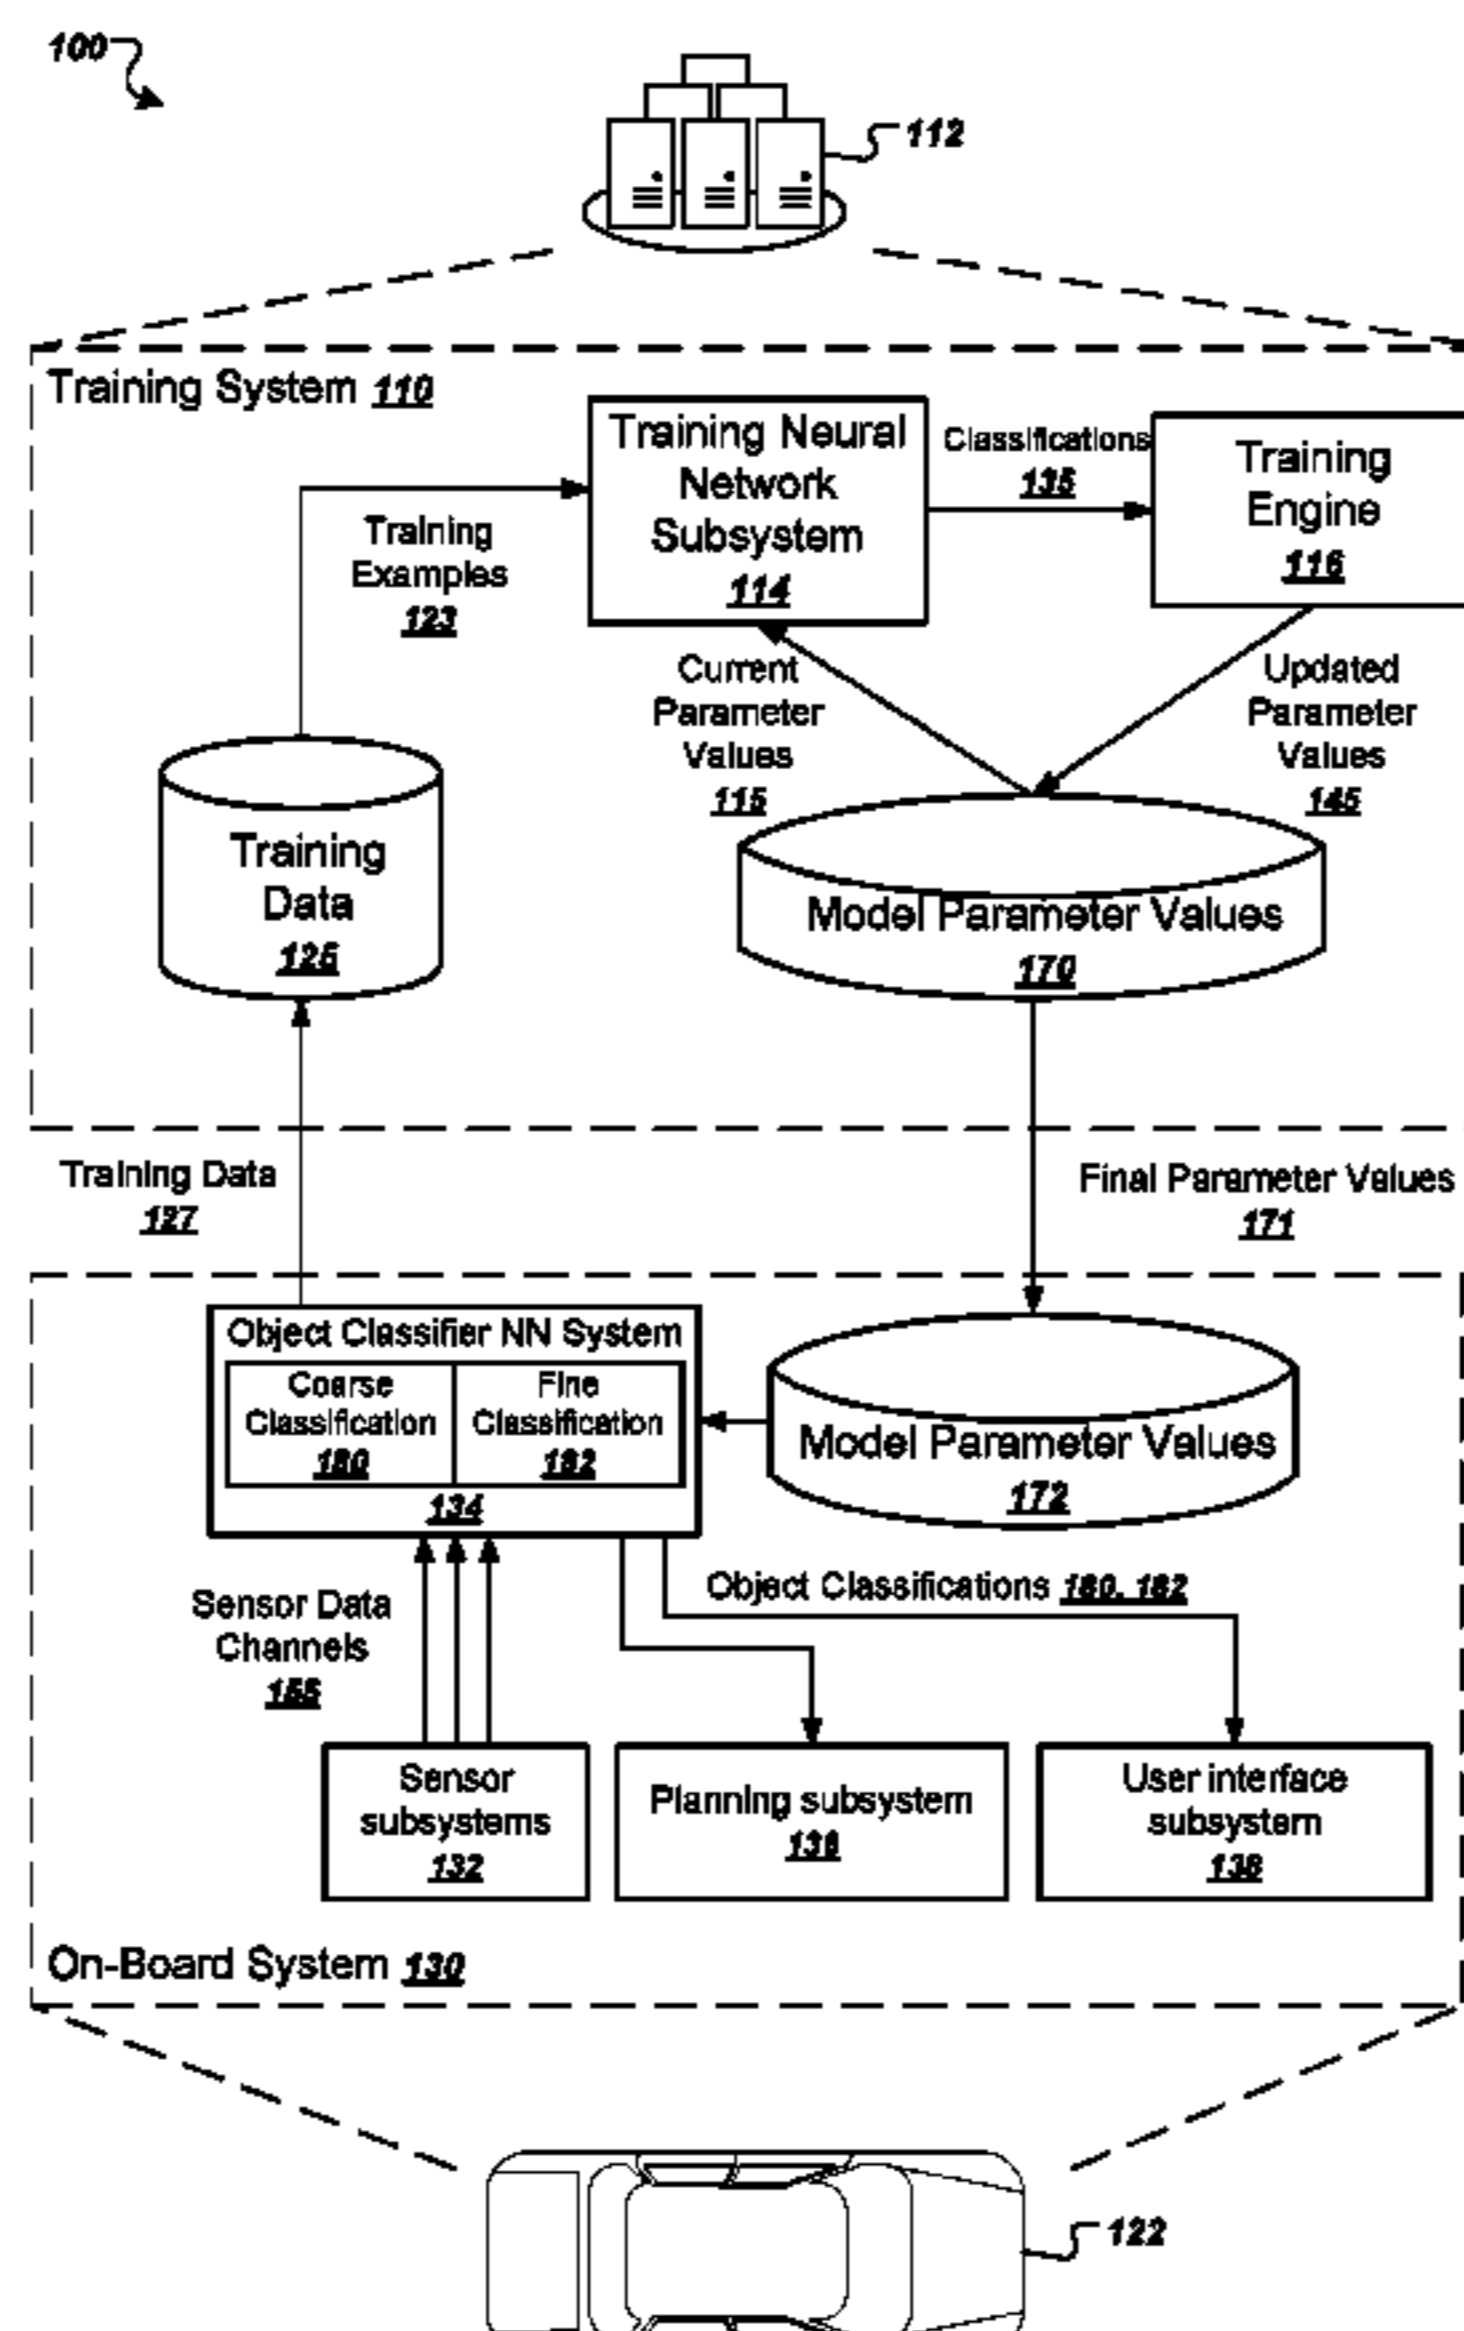 100
112
Training System 110
Training Neural
Network
Subsystem
114
Classifications
135
Training
Engine
116
Training
Examples
123
Current
Parameter
Values
115
Updated
Parameter
Values
145
Training
Data
125
Model Parameter Values
170
Training Data
127
Final Parameter Values
171
Object Classifier NN System
Coarse
Classification
180
Fine
Classification
182
134
Model Parameter Values
172
Sensor Data
Channels
155
Object Classifications 180, 182
Sensor
subsystems
132
Planning subsystem
136
User interface
subsystem
138
On-Board System 130
122